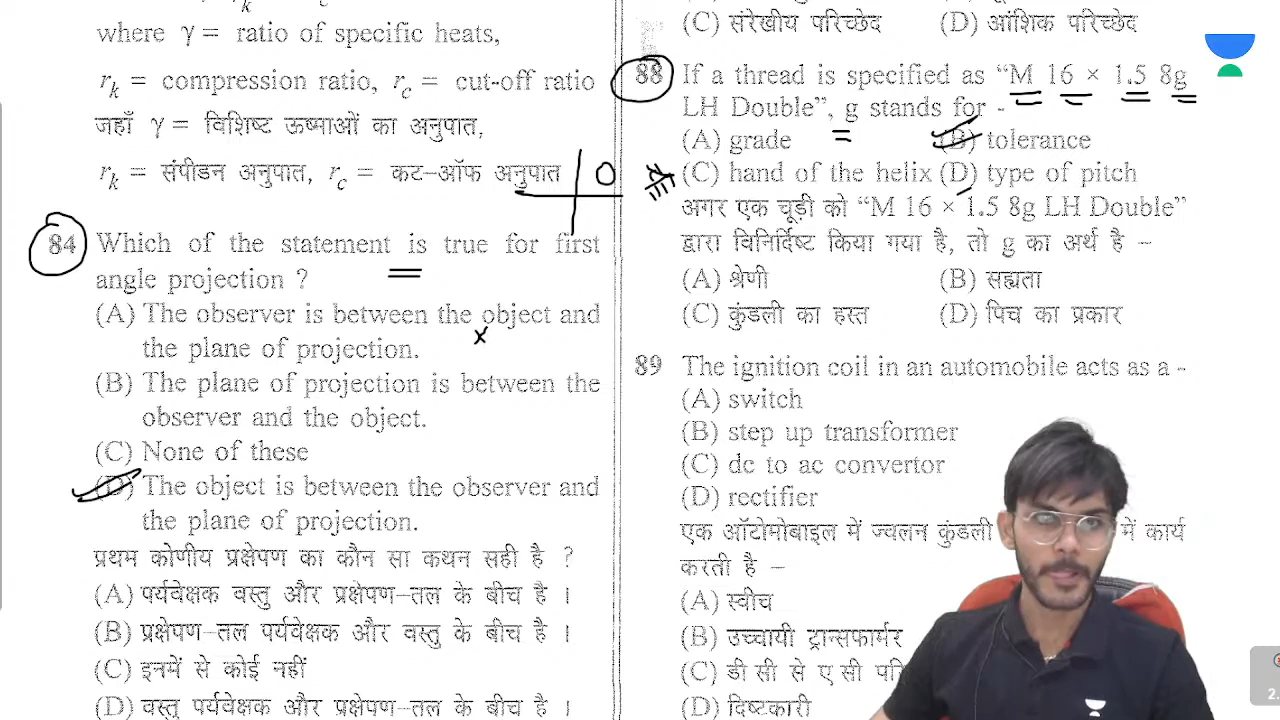 where γ = ratio of specific heats,
r_k = compression ratio, r_c = cut-off ratio
जहाँ γ = विशिष्ट ऊष्माओं का अनुपात,
r_k = संपीडन अनुपात, r_c = कट-ऑफ अनुपात
84 Which of the statement is true for first
angle projection ?
(A) The observer is between the object and
the plane of projection.
(B) The plane of projection is between the
observer and the object.
(C) None of these
(D) The object is between the observer and
the plane of projection.
प्रथम कोणीय प्रक्षेपण का कौन सा कथन सही है ?
(A) पर्यवेक्षक वस्तु और प्रक्षेपण-तल के बीच है ।
(B) प्रक्षेपण-तल पर्यवेक्षक और वस्तु के बीच है ।
(C) इनमें से कोई नहीं
(D) वस्तु पर्यवेक्षक और प्रक्षेपण-तल के बीच है ।
(C) संरेखीय परिच्छेद (D) आंशिक परिच्छेद
88 If a thread is specified as “M 16 × 1.5 8g
LH Double”, g stands for -
(A) grade (B) tolerance
(C) hand of the helix (D) type of pitch
अगर एक चूड़ी को “M 16 × 1.5 8g LH Double”
द्वारा विनिर्दिष्ट किया गया है, तो g का अर्थ है –
(A) श्रेणी (B) सह्यता
(C) कुंडली का हस्त (D) पिच का प्रकार
89 The ignition coil in an automobile acts as a -
(A) switch
(B) step up transformer
(C) dc to ac convertor
(D) rectifier
एक ऑटोमोबाइल में ज्वलन कुंडली में कार्य
करती है –
(A) स्वीच
(B) उच्चायी ट्रान्सफार्मर
(C) डी सी से ए सी
(D) दिष्टकारी